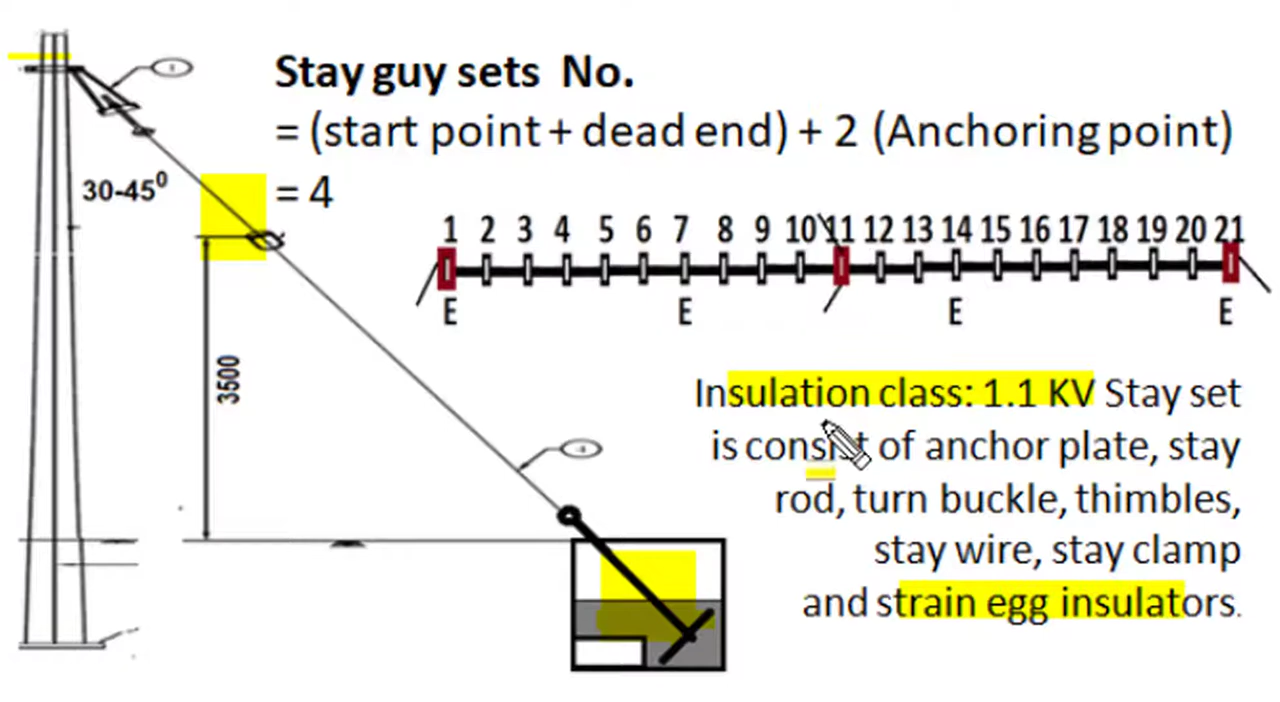 Stay guy sets No.
= (start point + dead end) + 2 (Anchoring point)
= 4
30-45⁰
3500
1 2 3 4 5 6 7 8 9 10 11 12 13 14 15 16 17 18 19 20 21
E E E E
Insulation class: 1.1 KV Stay set
is consist of anchor plate, stay
rod, turn buckle, thimbles,
stay wire, stay clamp
and strain egg insulators.